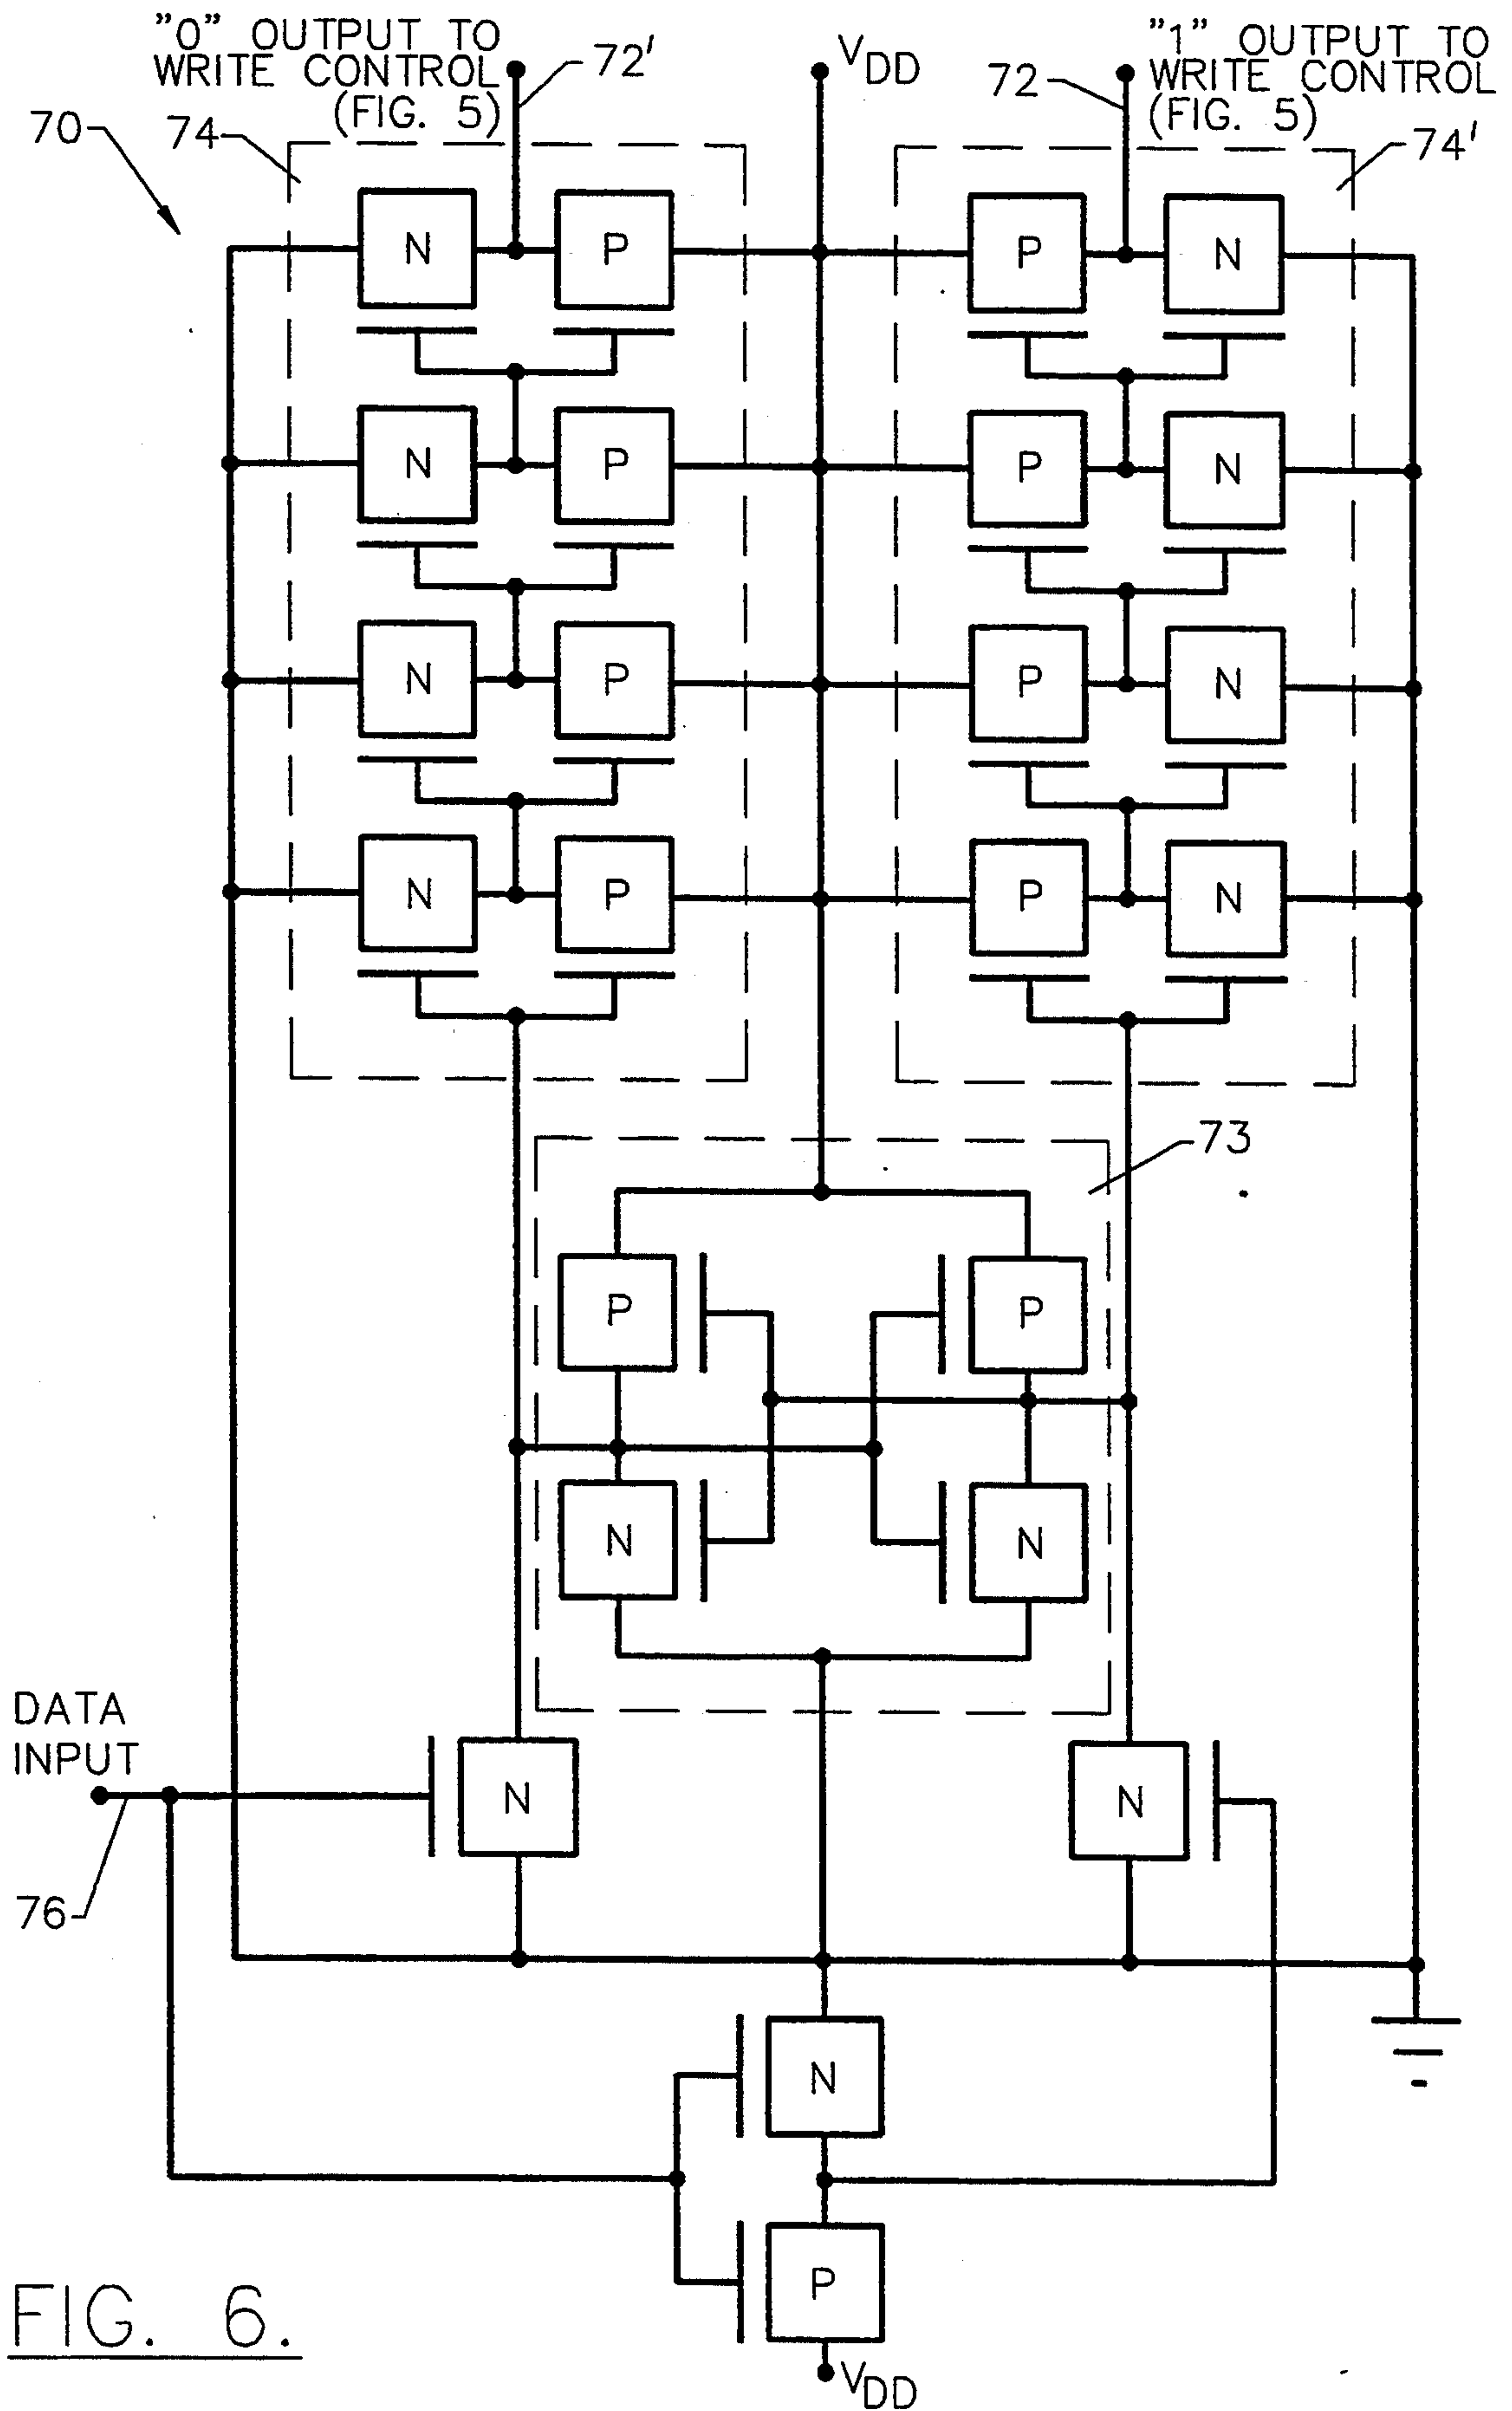 "0" OUTPUT TO
WRITE CONTROL
(FIG. 5)
72'
VDD
72
"1" OUTPUT TO
WRITE CONTROL
(FIG. 5)
70
74
74'
N P P N
N P P N
N P P N
N P P N
73
P P
N N
DATA
INPUT
N N
76
N
P
VDD
FIG. 6.